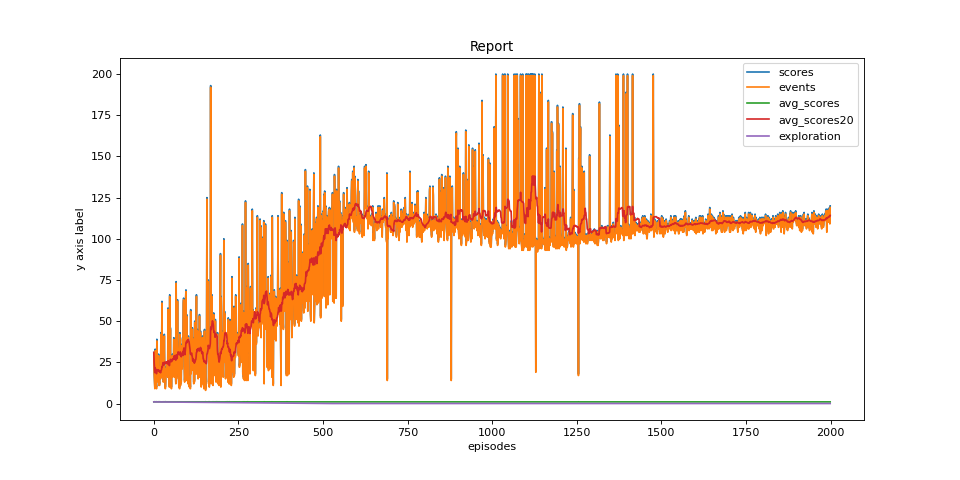 Report
200
175
150
125
100
75
50
25
0
y axis label
0
250
500
750
1000
1250
1500
1750
2000
episodes
scores
events
avg_scores
avg_scores20
exploration